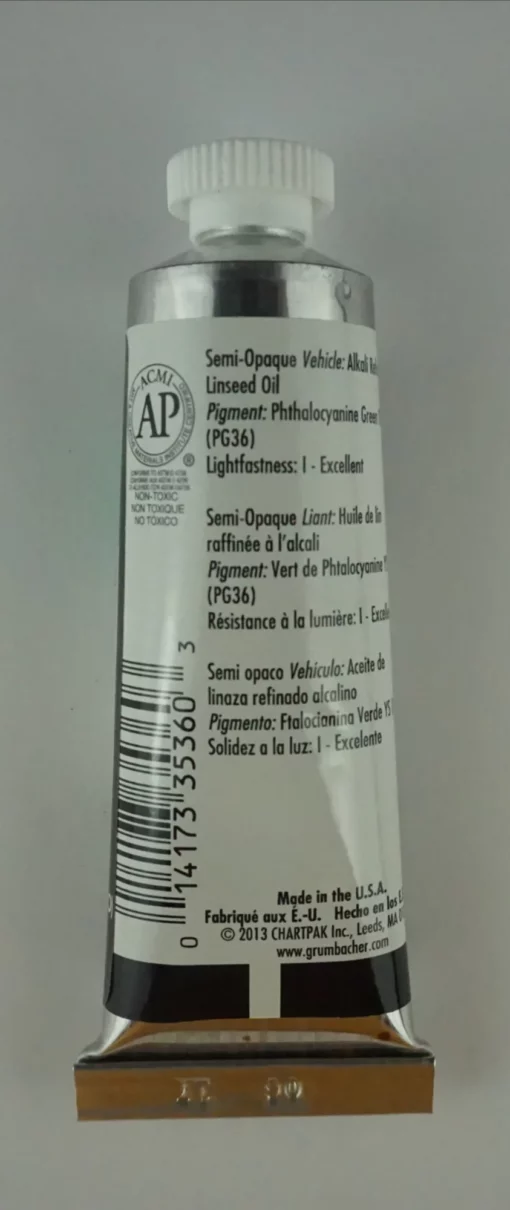 ACMI
AP
®
NON-TOXIC
NON TOXIQUE
NO TÓXICO
Semi-Opaque Vehicle: Alkali
Linseed Oil
Pigment: Phthalocyanine Green
(PG36)
Lightfastness: I - Excellent
Semi-Opaque Liant: Huile de lin
raffinée à l'alcali
Pigment: Vert de Phtalocyanine
(PG36)
Résistance à la lumière: I -
Semi opaco Vehiculo: Aceite de
linaza refinado alcalino
Pigmento: Ftalocianina Verde YS
Solidez a la luz: I - Excelente
0 14173 35360 3
Made in the U.S.A.
Fabriqué aux É.-U. Hecho en los
© 2013 CHARTPAK Inc., Leeds, MA
www.grumbacher.com